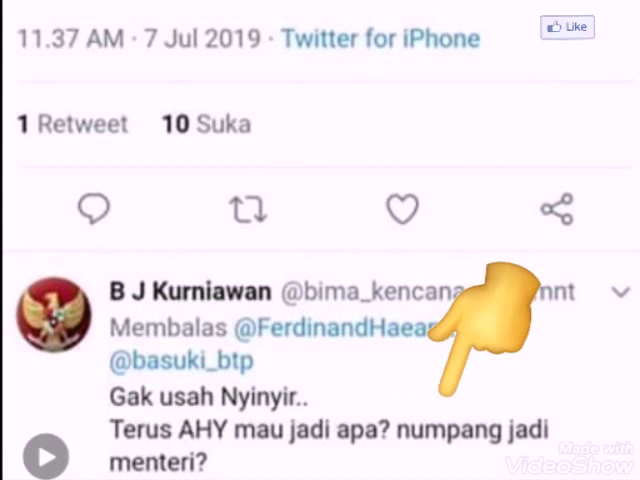 11.37 AM · 7 Jul 2019 · Twitter for iPhone
Like
1 Retweet 10 Suka
B J Kurniawan @bima_kencana
Membalas @FerdinandHaea
@basuki_btp
Gak usah Nyinyir..
Terus AHY mau jadi apa? numpang jadi
menteri?
Made with
VideoShow